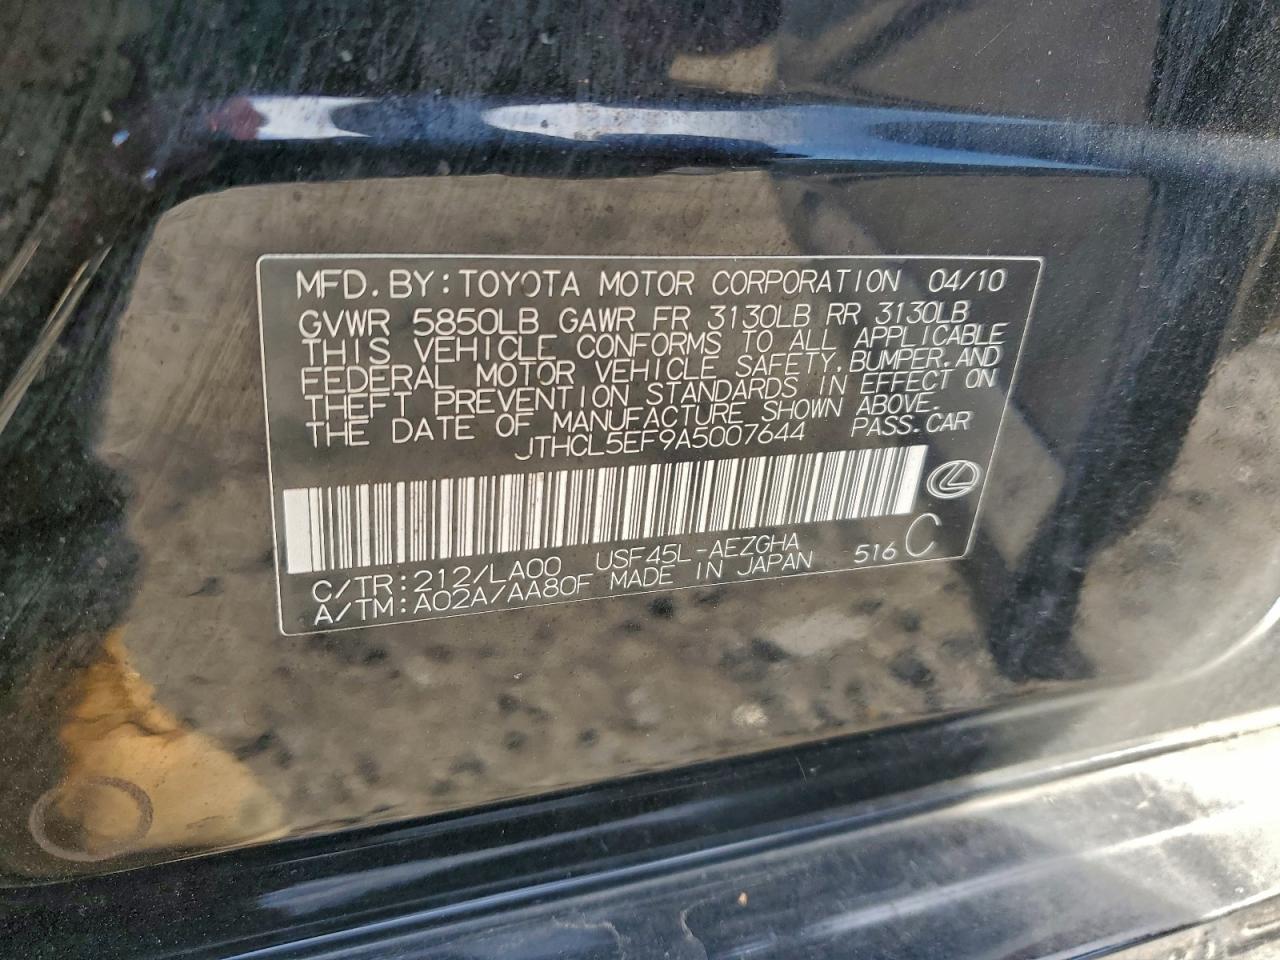 MFD. BY: TOYOTA MOTOR CORPORATION 04/10
GVWR 5850LB GAWR FR 3130LB RR 3130LB
THIS VEHICLE CONFORMS TO ALL APPLICABLE
FEDERAL MOTOR VEHICLE SAFETY, BUMPER, AND
THEFT PREVENTION STANDARDS IN EFFECT ON
THE DATE OF MANUFACTURE SHOWN ABOVE.
JTHCL5EF9A5007644 PASS. CAR
C/TR: 212/LA00 USF45L-AEZGHA 516 C
A/TM: A02A/AA80F MADE IN JAPAN